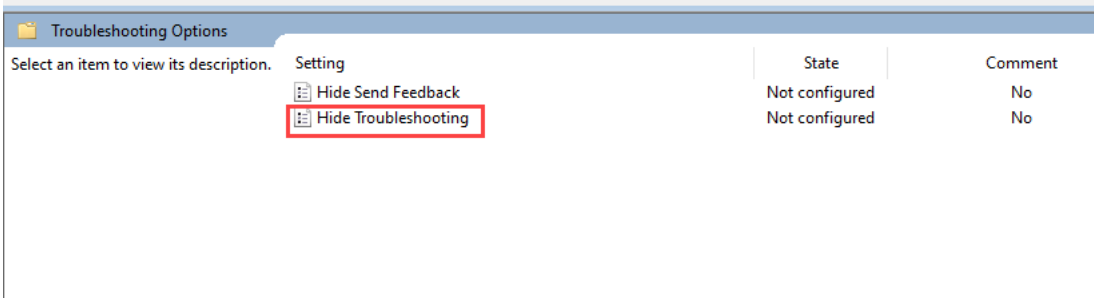 Troubleshooting Options
Select an item to view its description.
Setting State Comment
Hide Send Feedback Not configured No
Hide Troubleshooting Not configured No